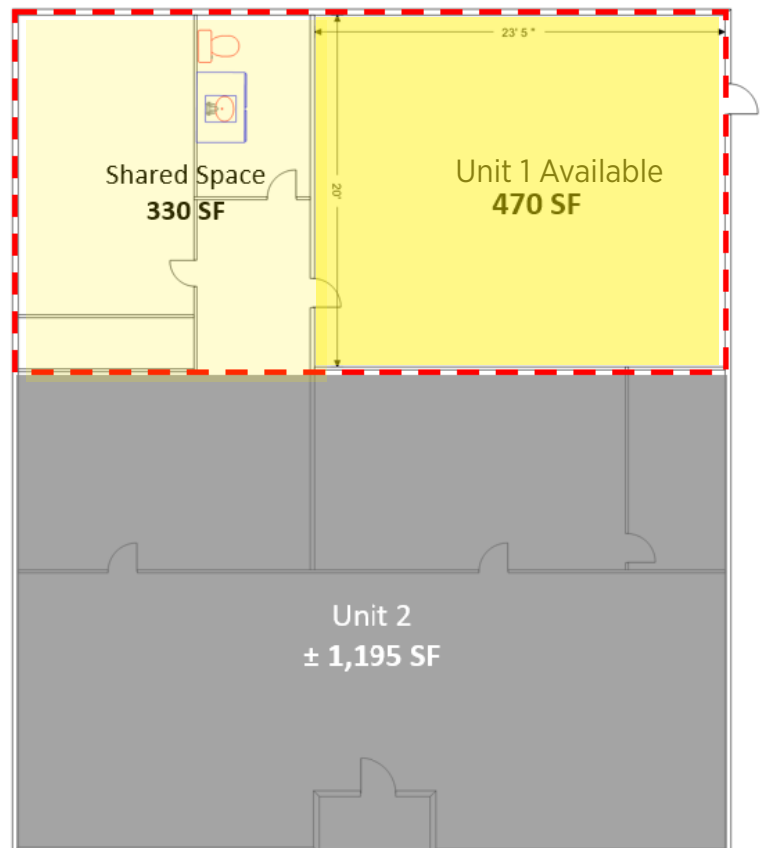 23' 5 "
20'
Shared Space
330 SF
Unit 1 Available
470 SF
Unit 2
± 1,195 SF